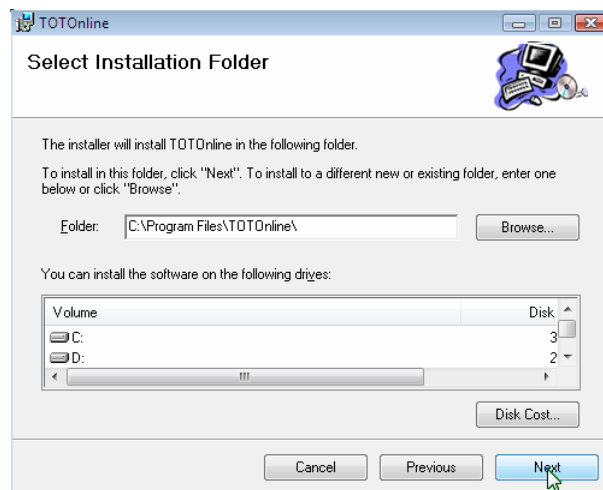 TOTOnline
Select Installation Folder
The installer will install TOTOnline in the following folder.
To install in this folder, click "Next". To install to a different new or existing folder, enter one
below or click "Browse".
Folder: C:\Program Files\TOTOnline\ Browse...
You can install the software on the following drives:
Volume Disk
C: 3
D: 2
Disk Cost...
Cancel Previous Next